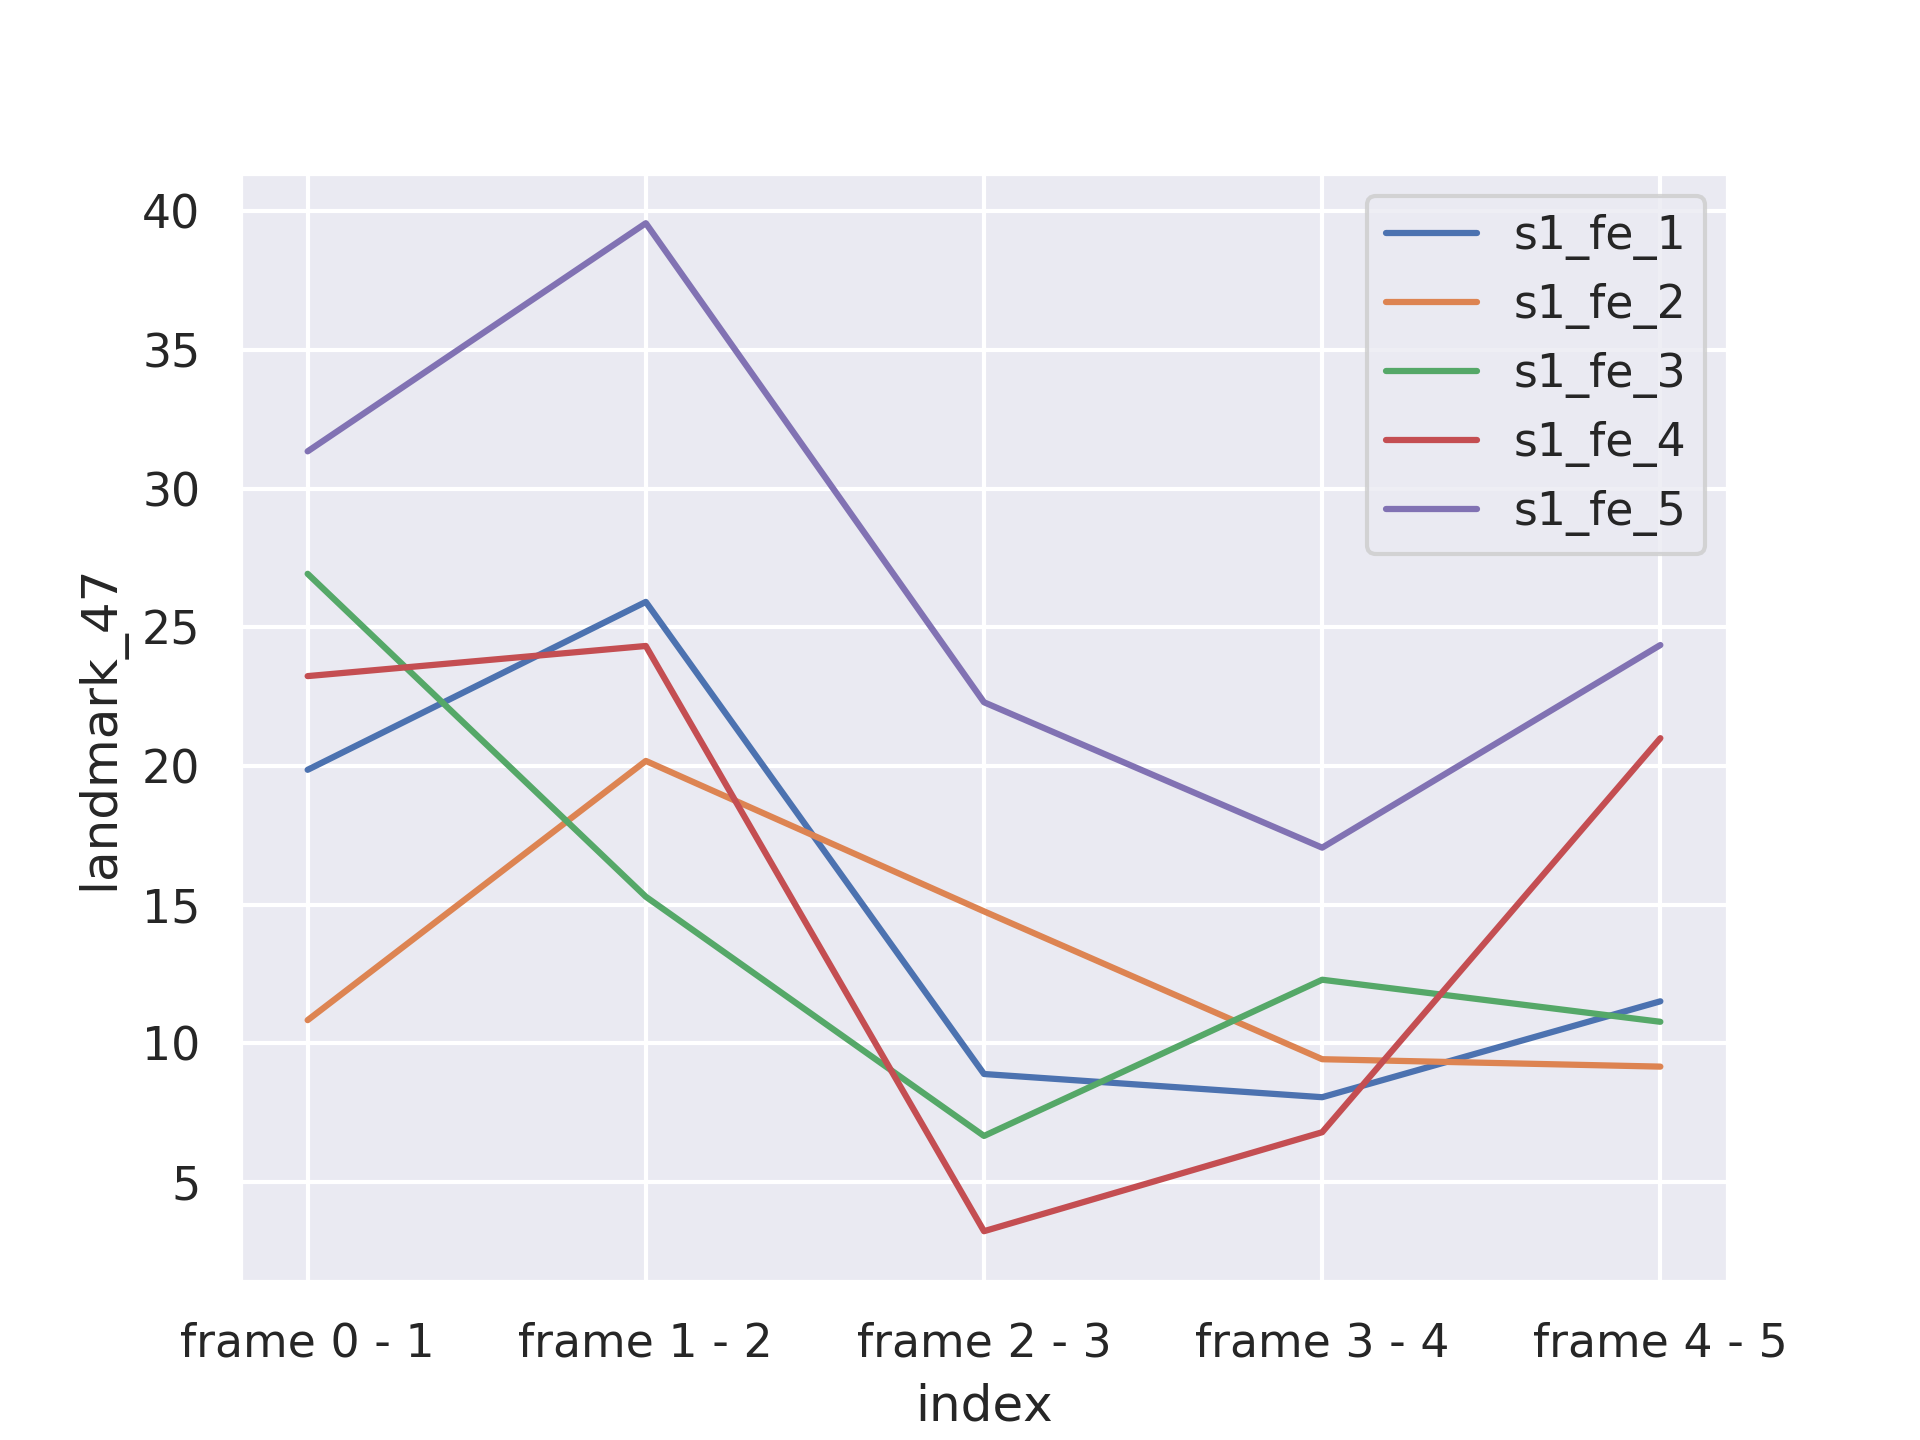 40
35
30
25
20
15
10
5
landmark_47
s1_fe_1
s1_fe_2
s1_fe_3
s1_fe_4
s1_fe_5
frame 0 - 1
frame 1 - 2
frame 2 - 3
frame 3 - 4
frame 4 - 5
index